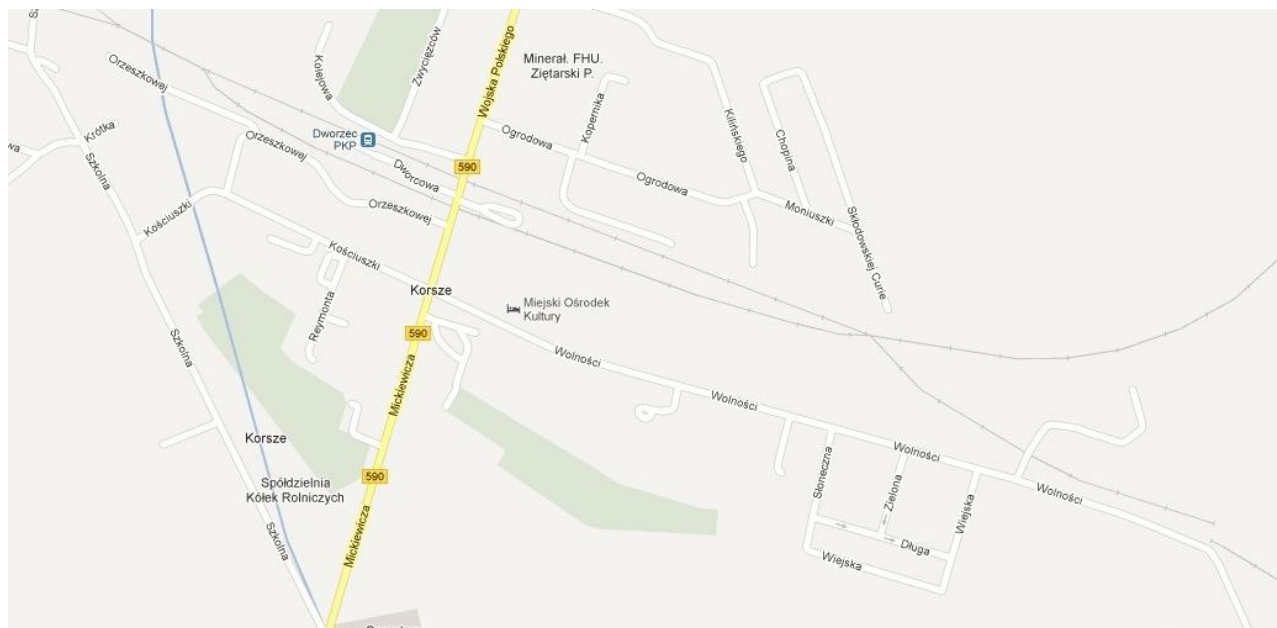 Orzeszkowej
Kolejowa
Zwycięzców
Wojska Polskiego
Minerał. FHU.
Ziętarski P.
Kopernika
Kilińskiego
Chopina
Krótka
Orzeszkowej
Dworzec
PKP
590
Ogrodowa
Szkolna
Dworcowa
Ogrodowa
Moniuszki
Skłodowskiej Curie
Kościuszki
Orzeszkowej
Kościuszki
Korsze
Miejski Ośrodek
Kultury
Reymonta
590
Szkolna
Wolności
Mickiewicza
Wolności
Korsze
Wolności
Słoneczna
590
Spółdzielnia
Kółek Rolniczych
Zielona
Wiejska
Wolności
Szkolna
Mickiewicza
Długa
Wiejska